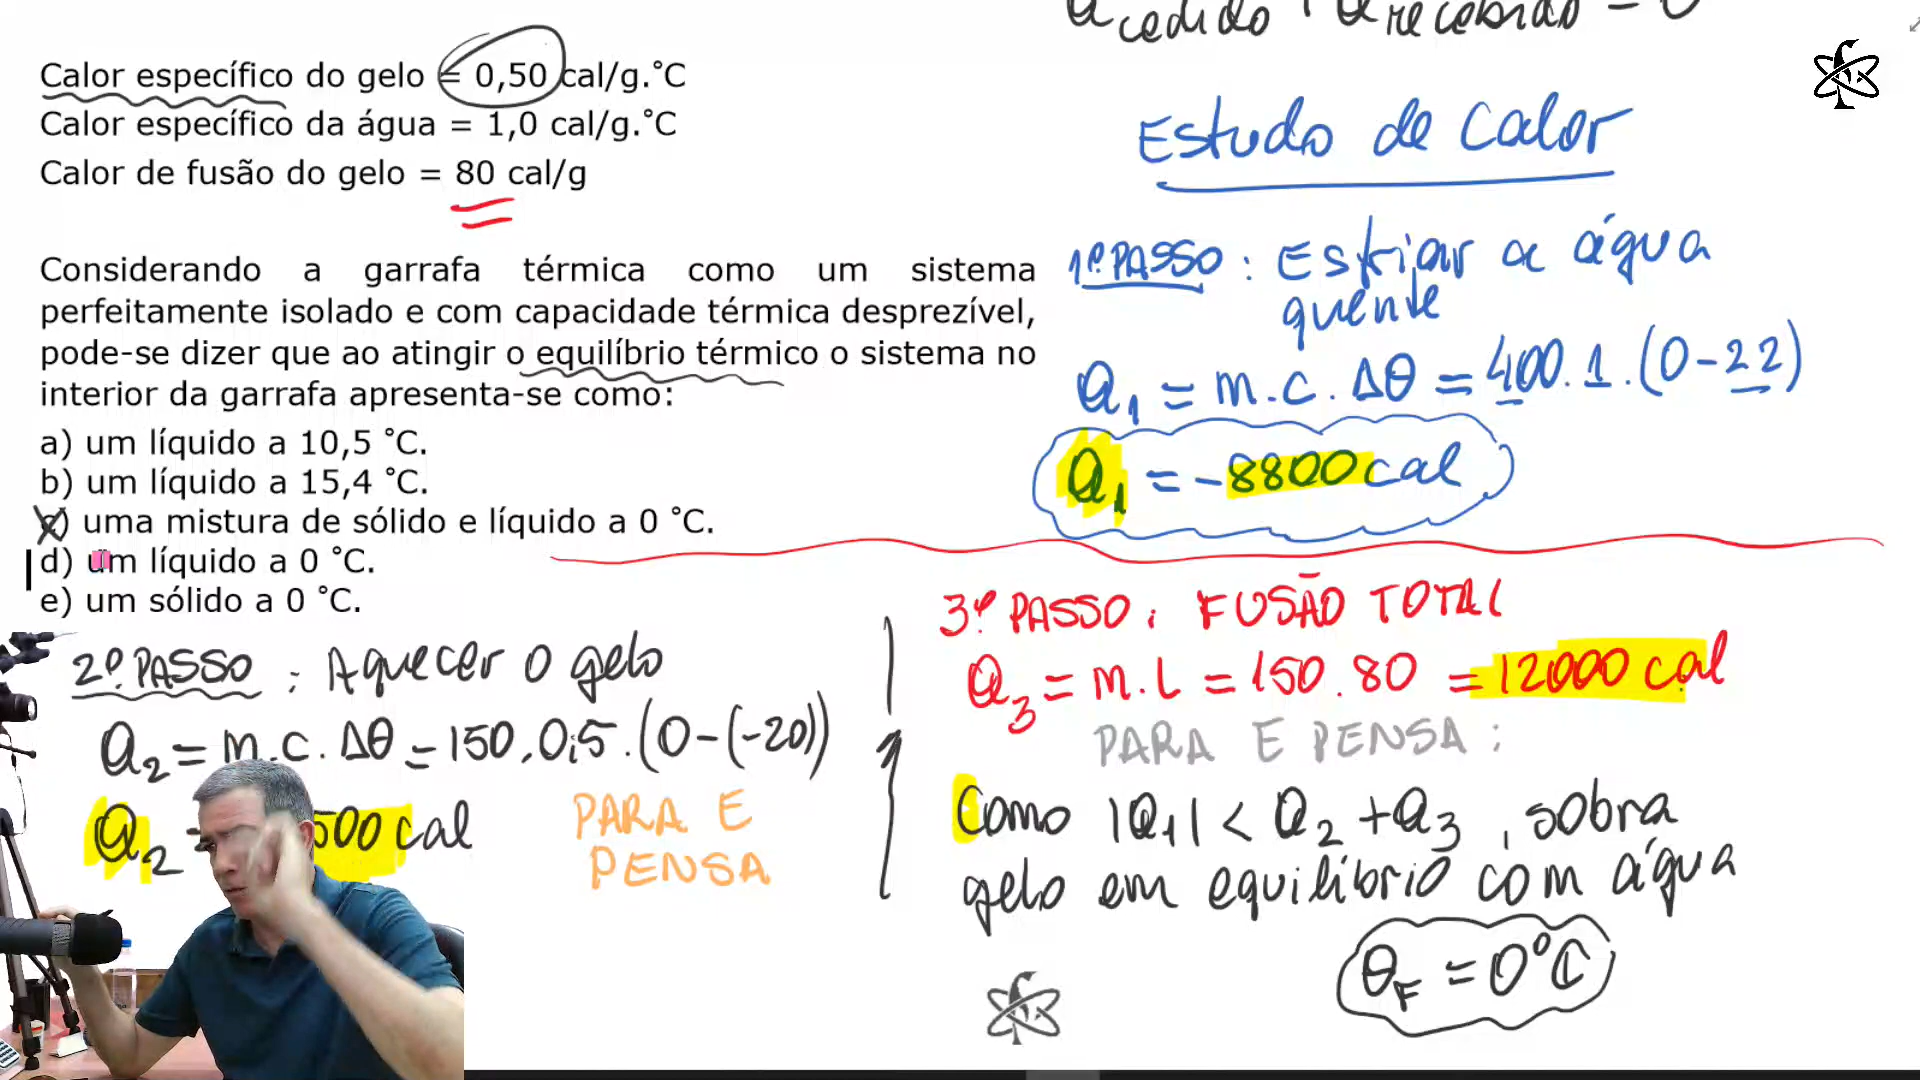 cedido + Q recebido = 0
Calor específico do gelo = 0,50 cal/g.°C
Calor específico da água = 1,0 cal/g.°C
Calor de fusão do gelo = 80 cal/g
Considerando a garrafa térmica como um sistema
perfeitamente isolado e com capacidade térmica desprezível,
pode-se dizer que ao atingir o equilíbrio térmico o sistema no
interior da garrafa apresenta-se como:
a) um líquido a 10,5 °C.
b) um líquido a 15,4 °C.
c) uma mistura de sólido e líquido a 0 °C.
d) um líquido a 0 °C.
e) um sólido a 0 °C.
Estudo de Calor
1º PASSO: Esfriar a água
quente
Q1 = m.c.Δθ = 400.1.(0-22)
Q1 = -8800 cal
2º PASSO: Aquecer o gelo
Q2 = m.c.Δθ = 150.0,5.(0-(-20))
Q2 = 500 cal
PARA E
PENSA
3º PASSO: FUSÃO TOTAL
Q3 = m.L = 150.80 = 12000 cal
PARA E PENSA:
Como |Q1| < Q2 + Q3, sobra
gelo em equilíbrio com água
θF = 0°C